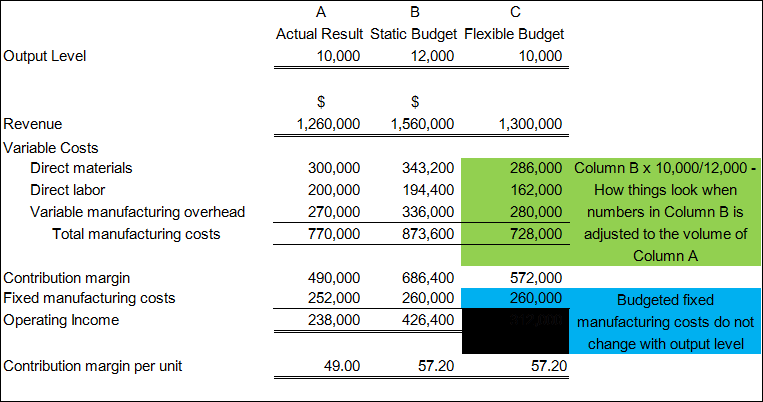 A B C
Actual Result Static Budget Flexible Budget
Output Level 10,000 12,000 10,000
$ $
Revenue 1,260,000 1,560,000 1,300,000
Variable Costs
Direct materials 300,000 343,200 286,000 Column B x 10,000/12,000 -
Direct labor 200,000 194,400 162,000 How things look when
Variable manufacturing overhead 270,000 336,000 280,000 numbers in Column B is
Total manufacturing costs 770,000 873,600 728,000 adjusted to the volume of
Column A
Contribution margin 490,000 686,400 572,000
Fixed manufacturing costs 252,000 260,000 260,000 Budgeted fixed
Operating Income 238,000 426,400 manufacturing costs do not
change with output level
Contribution margin per unit 49.00 57.20 57.20